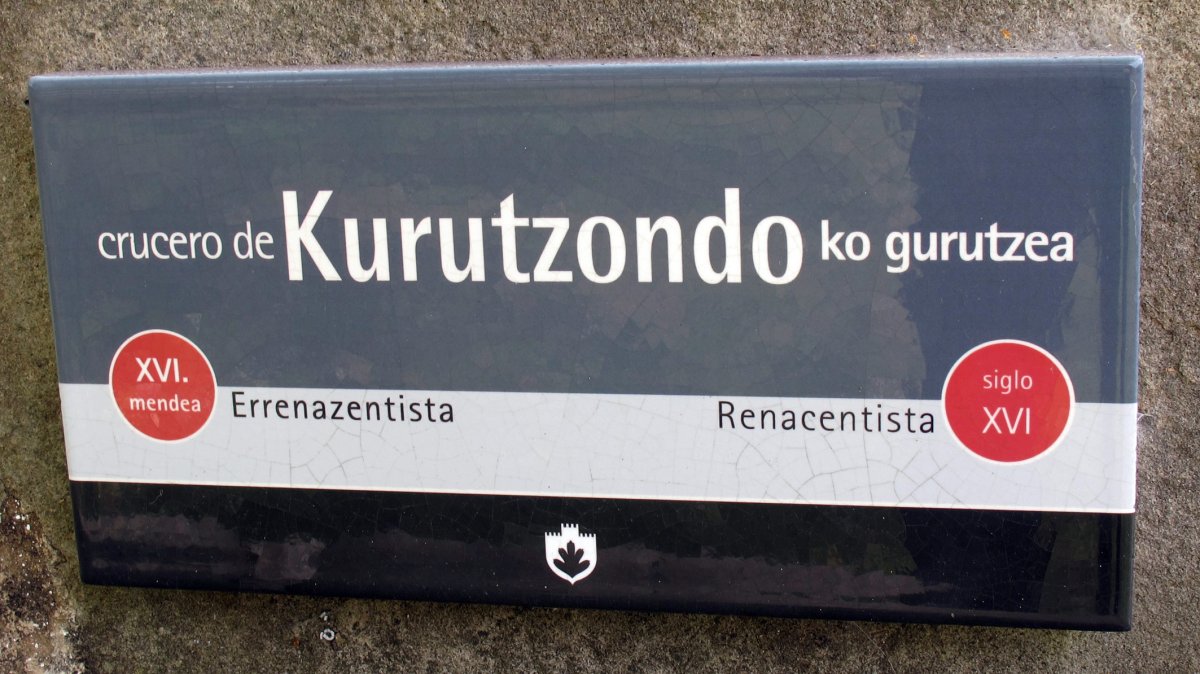 crucero de Kurutzondo ko gurutzea
XVI.
mendea
Errenazentista
Renacentista
siglo
XVI